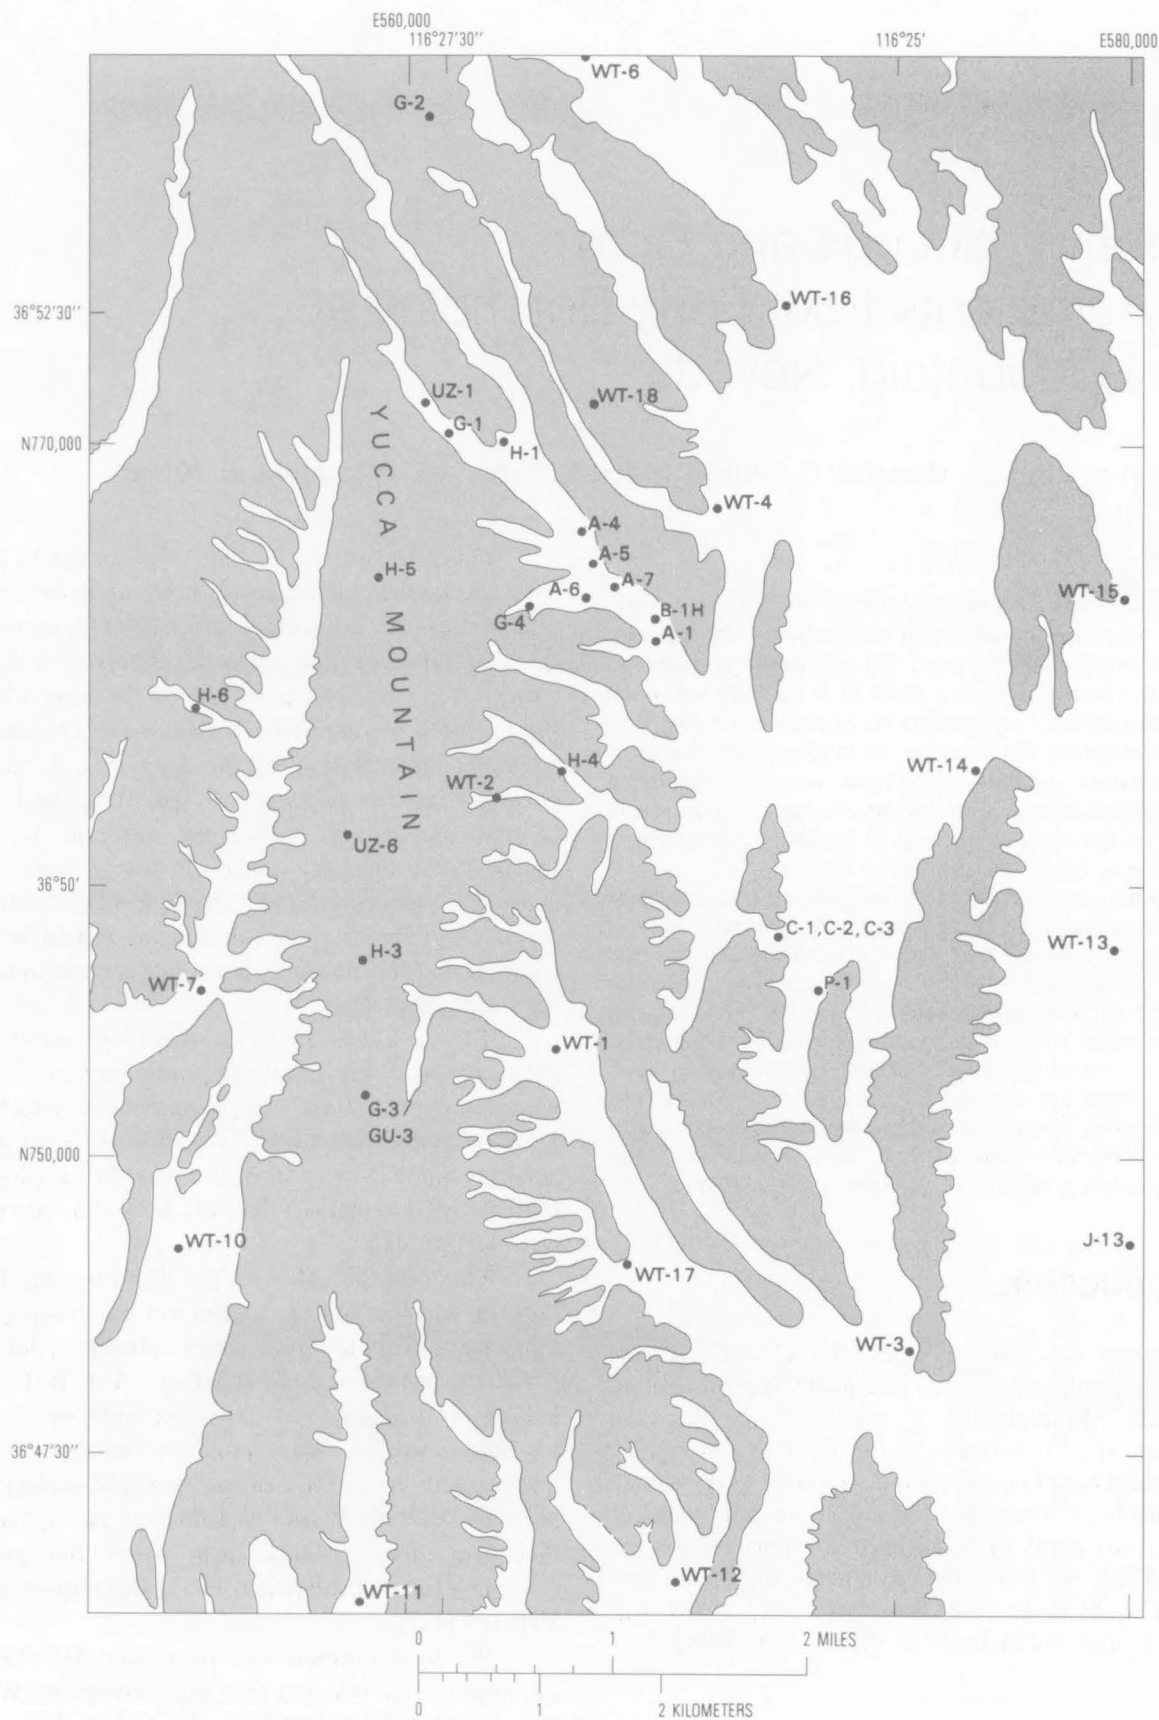 E560,000
116°27'30''
116°25'
E580,000
WT-6
G-2
36°52'30''
WT-16
UZ-1
WT-18
G-1
N770,000
H-1
WT-4
A-4
A-5
H-5
A-7
A-6
WT-15
G-4
B-1H
A-1
YUCCA MOUNTAIN
H-6
H-4
WT-14
WT-2
UZ-6
36°50'
C-1, C-2, C-3
WT-13
H-3
WT-7
P-1
WT-1
G-3
GU-3
N750,000
WT-10
J-13
WT-17
WT-3
36°47'30''
WT-12
WT-11
0 1 2 MILES
0 1 2 KILOMETERS